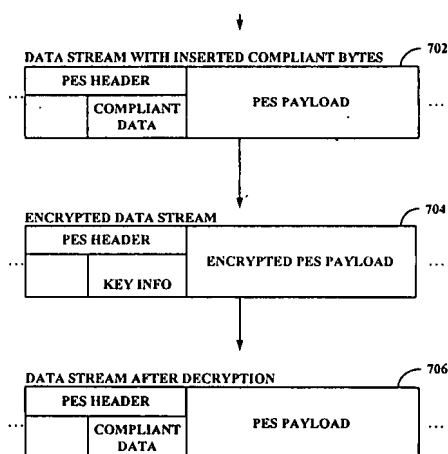 DATA STREAM WITH INSERTED COMPLIANT BYTES
702
PES HEADER
COMPLIANT
DATA
PES PAYLOAD
...
...
ENCRYPTED DATA STREAM
704
PES HEADER
KEY INFO
ENCRYPTED PES PAYLOAD
...
...
DATA STREAM AFTER DECRYPTION
706
PES HEADER
COMPLIANT
DATA
PES PAYLOAD
...
...